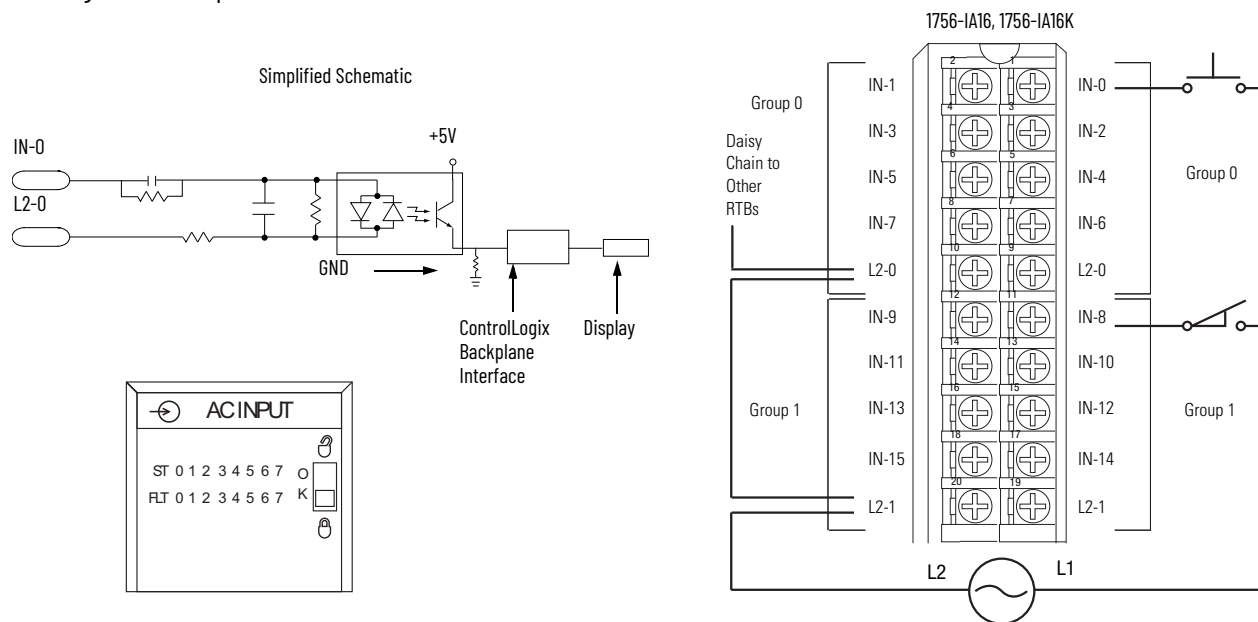 1756-IA16, 1756-IA16K
Simplified Schematic
IN-0
L2-0
+5V
GND
ControlLogix
Backplane
Interface
Display
AC INPUT
ST 0 1 2 3 4 5 6 7
FLT 0 1 2 3 4 5 6 7
O
K
Group 0
Daisy
Chain to
Other
RTBs
Group 1
IN-1
IN-3
IN-5
IN-7
L2-0
IN-9
IN-11
IN-13
IN-15
L2-1
2 1
4 3
6 5
8 7
10 9
12 11
14 13
16 15
18 17
20 19
IN-0
IN-2
IN-4
IN-6
L2-0
IN-8
IN-10
IN-12
IN-14
L2-1
Group 0
Group 1
L2
L1